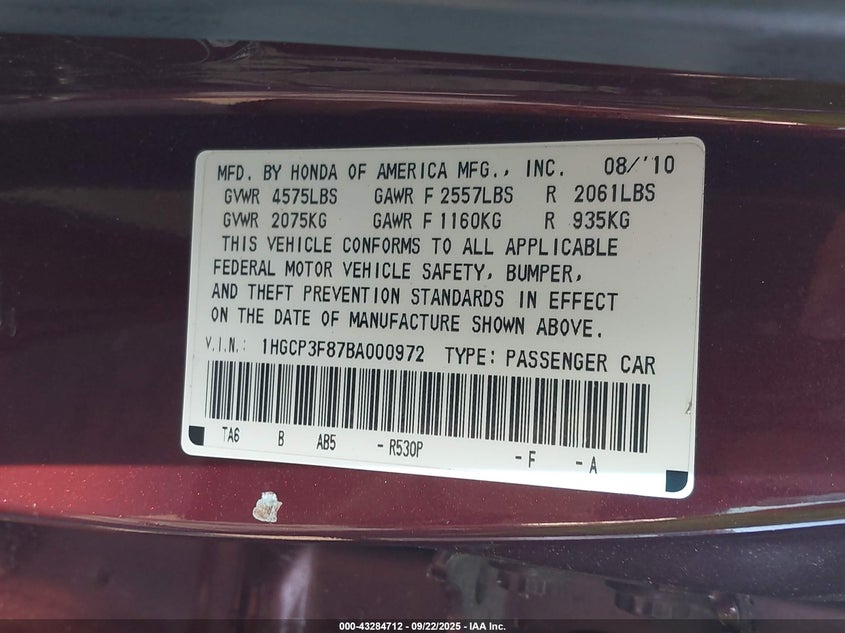 MFD. BY HONDA OF AMERICA MFG., INC. 08/'10
GVWR 4575LBS GAWR F 2557LBS R 2061LBS
GVWR 2075KG GAWR F 1160KG R 935KG
THIS VEHICLE CONFORMS TO ALL APPLICABLE
FEDERAL MOTOR VEHICLE SAFETY, BUMPER,
AND THEFT PREVENTION STANDARDS IN EFFECT
ON THE DATE OF MANUFACTURE SHOWN ABOVE.
V.I.N.: 1HGCP3F87BA000972 TYPE: PASSENGER CAR
TA6 B AB5 - R530P - F - A
000-43284712 - 09/22/2025 - IAA Inc.